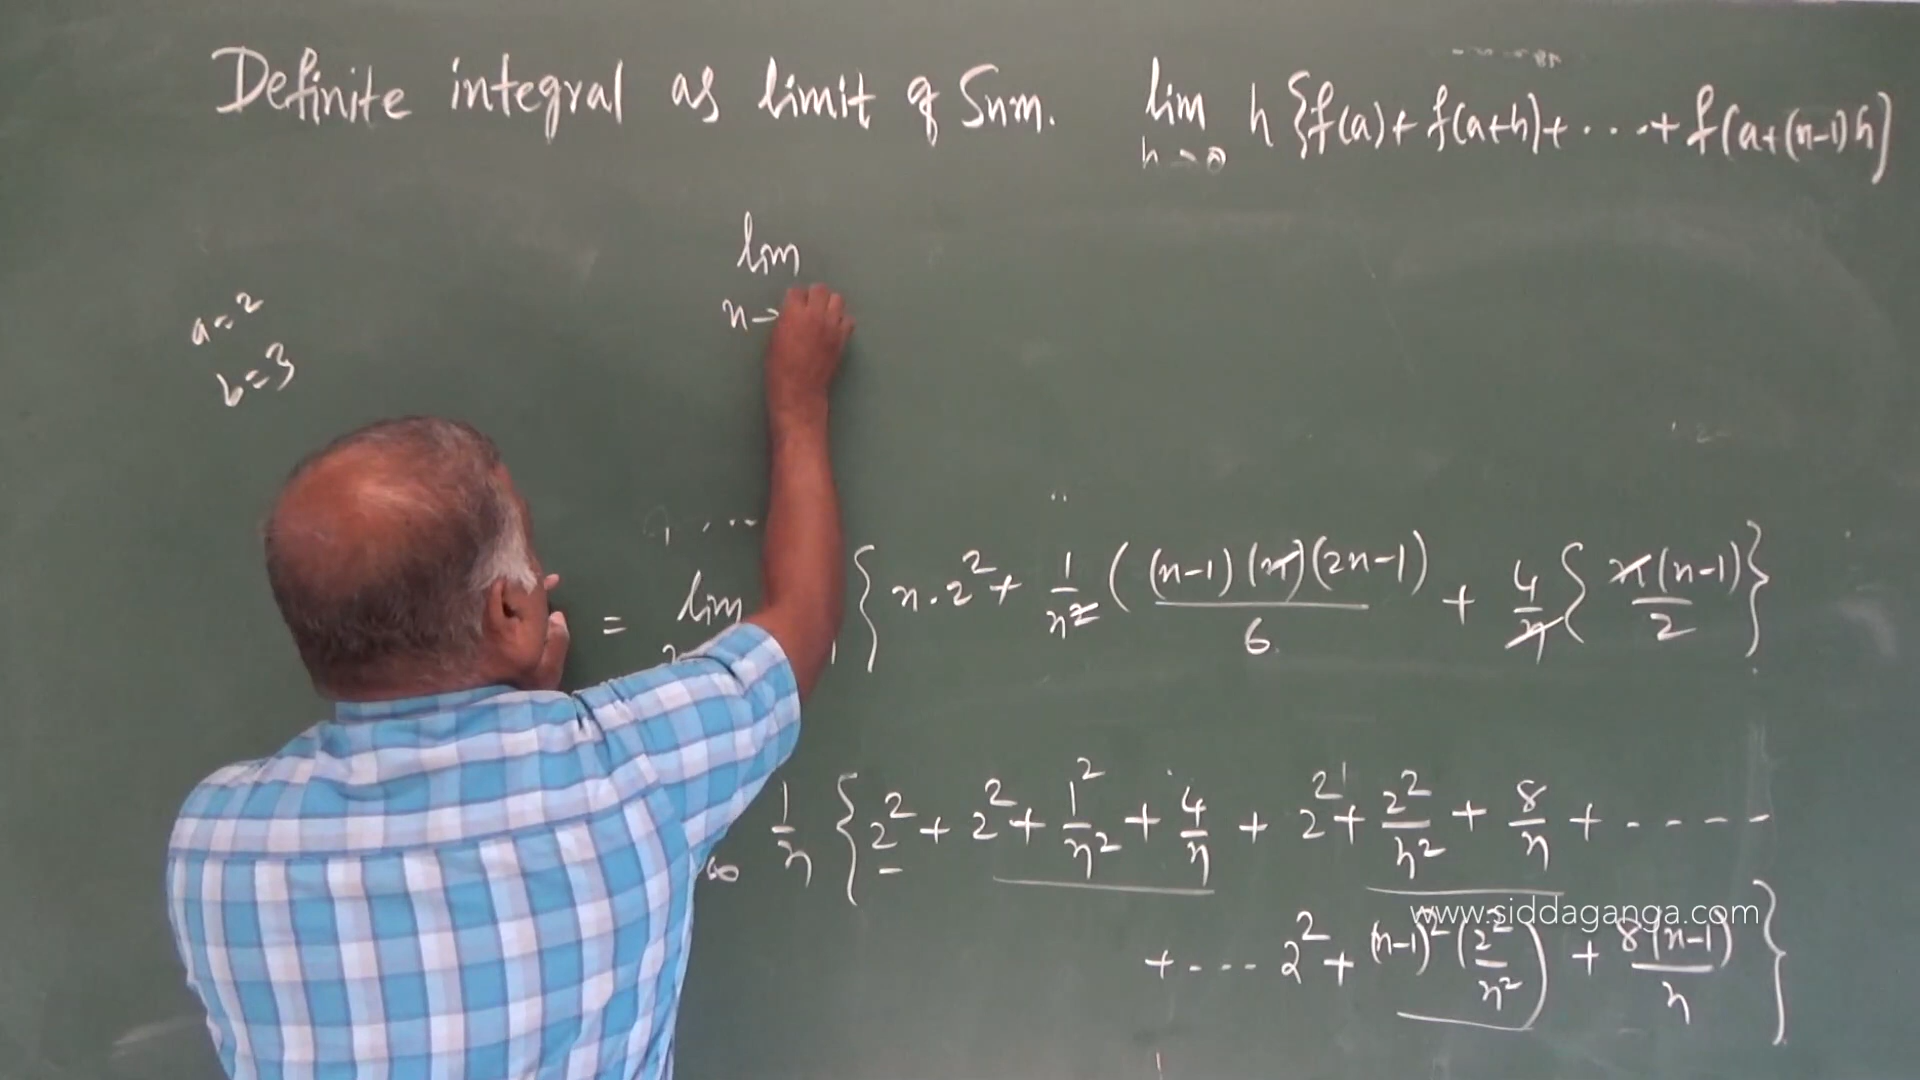 Definite integral as limit of Sum. lim h {f(a)+ f(a+h)+ ....+ f(a+(n-1)h]
h→0
lim
n→
a=2
b=3
= lim { n.2² + 1/n² ( (n-1)(n)(2n-1) / 6 ) + 4/n { n(n-1) / 2 } }
∞ 1/n { 2² + 2² + 1²/n² + 4/n + 2² + 2²/n² + 8/n + - - - -
www.siddaganga.com
+ - - - 2² + (n-1)² (2²/n²) + 8(n-1)/n }